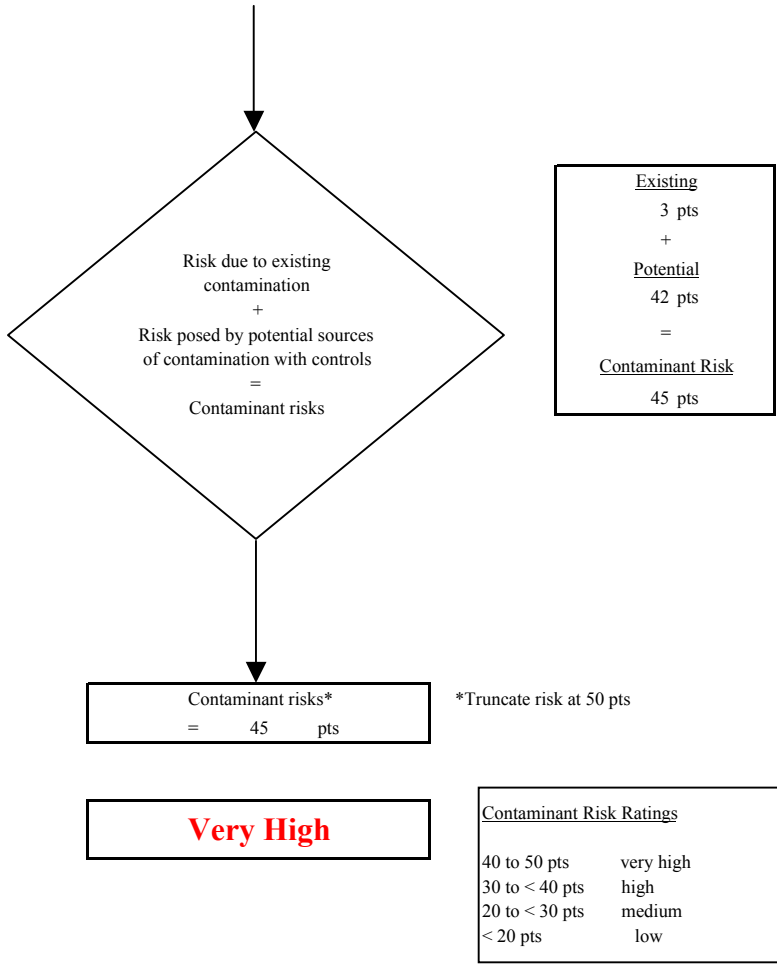 Risk due to existing
contamination
+
Risk posed by potential sources
of contamination with controls
=
Contaminant risks
Existing
3 pts
+
Potential
42 pts
=
Contaminant Risk
45 pts
Contaminant risks*
= 45 pts
*Truncate risk at 50 pts
Very High
Contaminant Risk Ratings
40 to 50 pts very high
30 to < 40 pts high
20 to < 30 pts medium
< 20 pts low